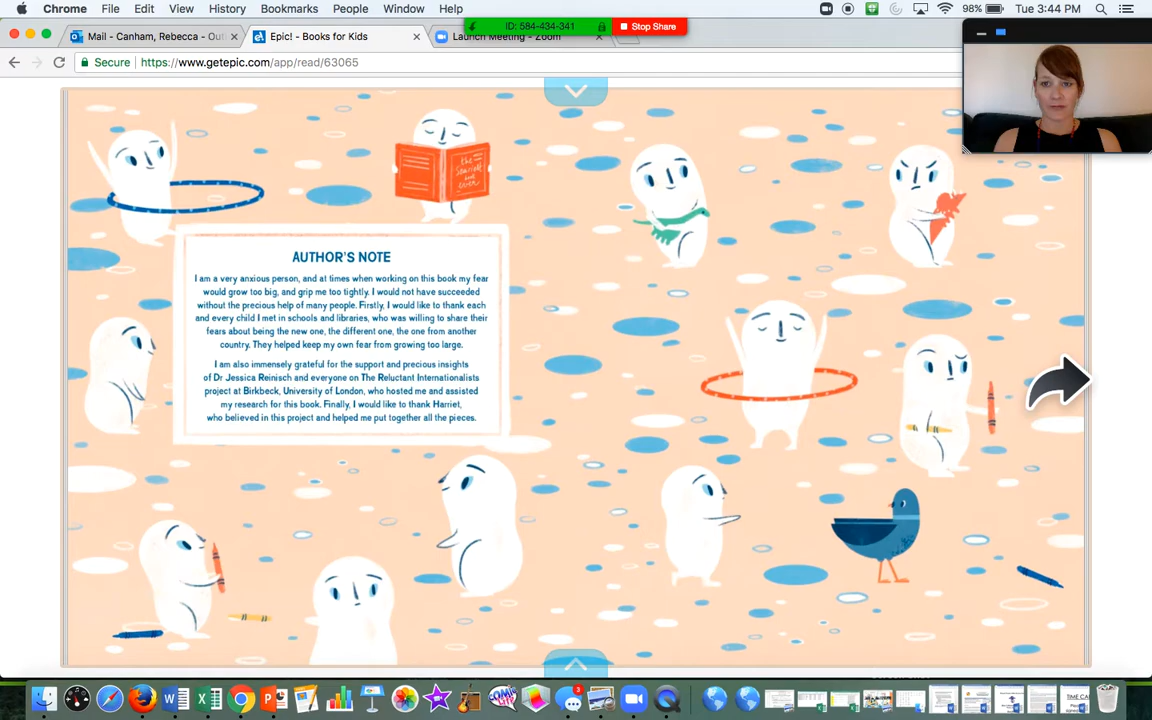 Chrome File Edit View History Bookmarks People Window Help
ID: 584-434-341 Stop Share
98% Tue 3:44 PM
Mail - Canham, Rebecca - Out
Epic! - Books for Kids
Launch Meeting - Zoom
Secure https://www.getepic.com/app/read/63065
the
Scariest
book
ever
AUTHOR'S NOTE
I am a very anxious person, and at times when working on this book my fear
would grow too big, and grip me too tightly. I would not have succeeded
without the precious help of many people. Firstly, I would like to thank each
and every child I met in schools and libraries, who was willing to share their
fears about being the new one, the different one, the one from another
country. They helped keep my own fear from growing too large.
I am also immensely grateful for the support and precious insights
of Dr Jessica Reinisch and everyone on The Reluctant Internationalists
project at Birkbeck, University of London, who hosted me and assisted
my research for this book. Finally, I would like to thank Harriet,
who believed in this project and helped me put together all the pieces.
3